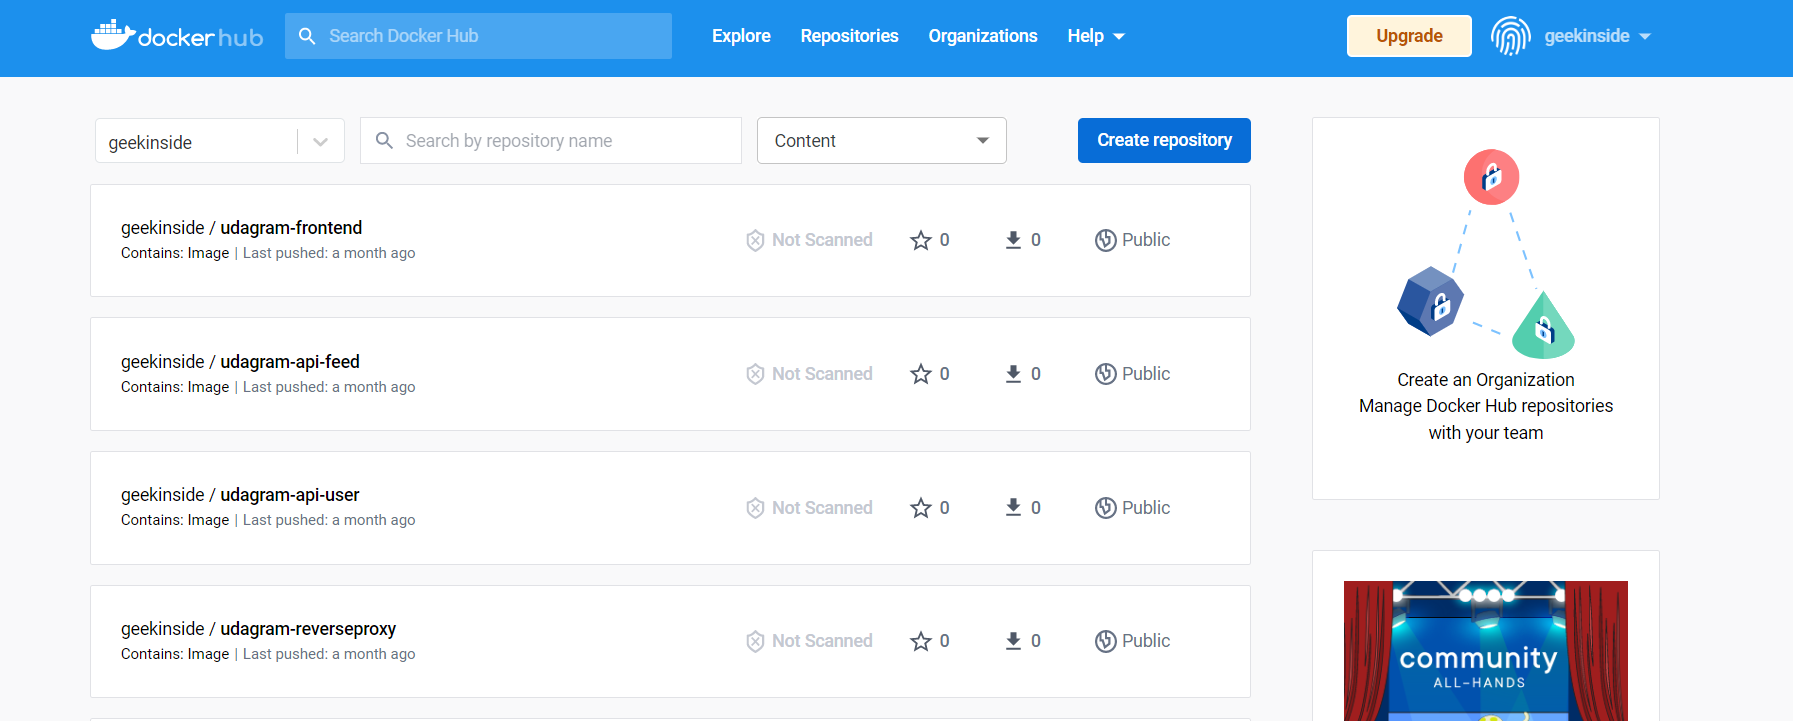 docker hub
Search Docker Hub
Explore
Repositories
Organizations
Help
Upgrade
geekinside
geekinside
Search by repository name
Content
Create repository
geekinside / udagram-frontend
Contains: Image | Last pushed: a month ago
Not Scanned
0
0
Public
geekinside / udagram-api-feed
Contains: Image | Last pushed: a month ago
Not Scanned
0
0
Public
geekinside / udagram-api-user
Contains: Image | Last pushed: a month ago
Not Scanned
0
0
Public
geekinside / udagram-reverseproxy
Contains: Image | Last pushed: a month ago
Not Scanned
0
0
Public
Create an Organization
Manage Docker Hub repositories
with your team
community
ALL-HANDS